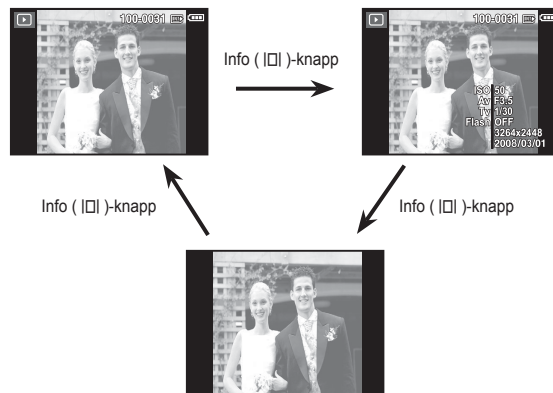 100-0031
100-0031
Info ( )-knapp
ISO 50
Av F3.5
Tv 1/30
Flash OFF
3264x2448
2008/03/01
Info ( )-knapp
Info ( )-knapp